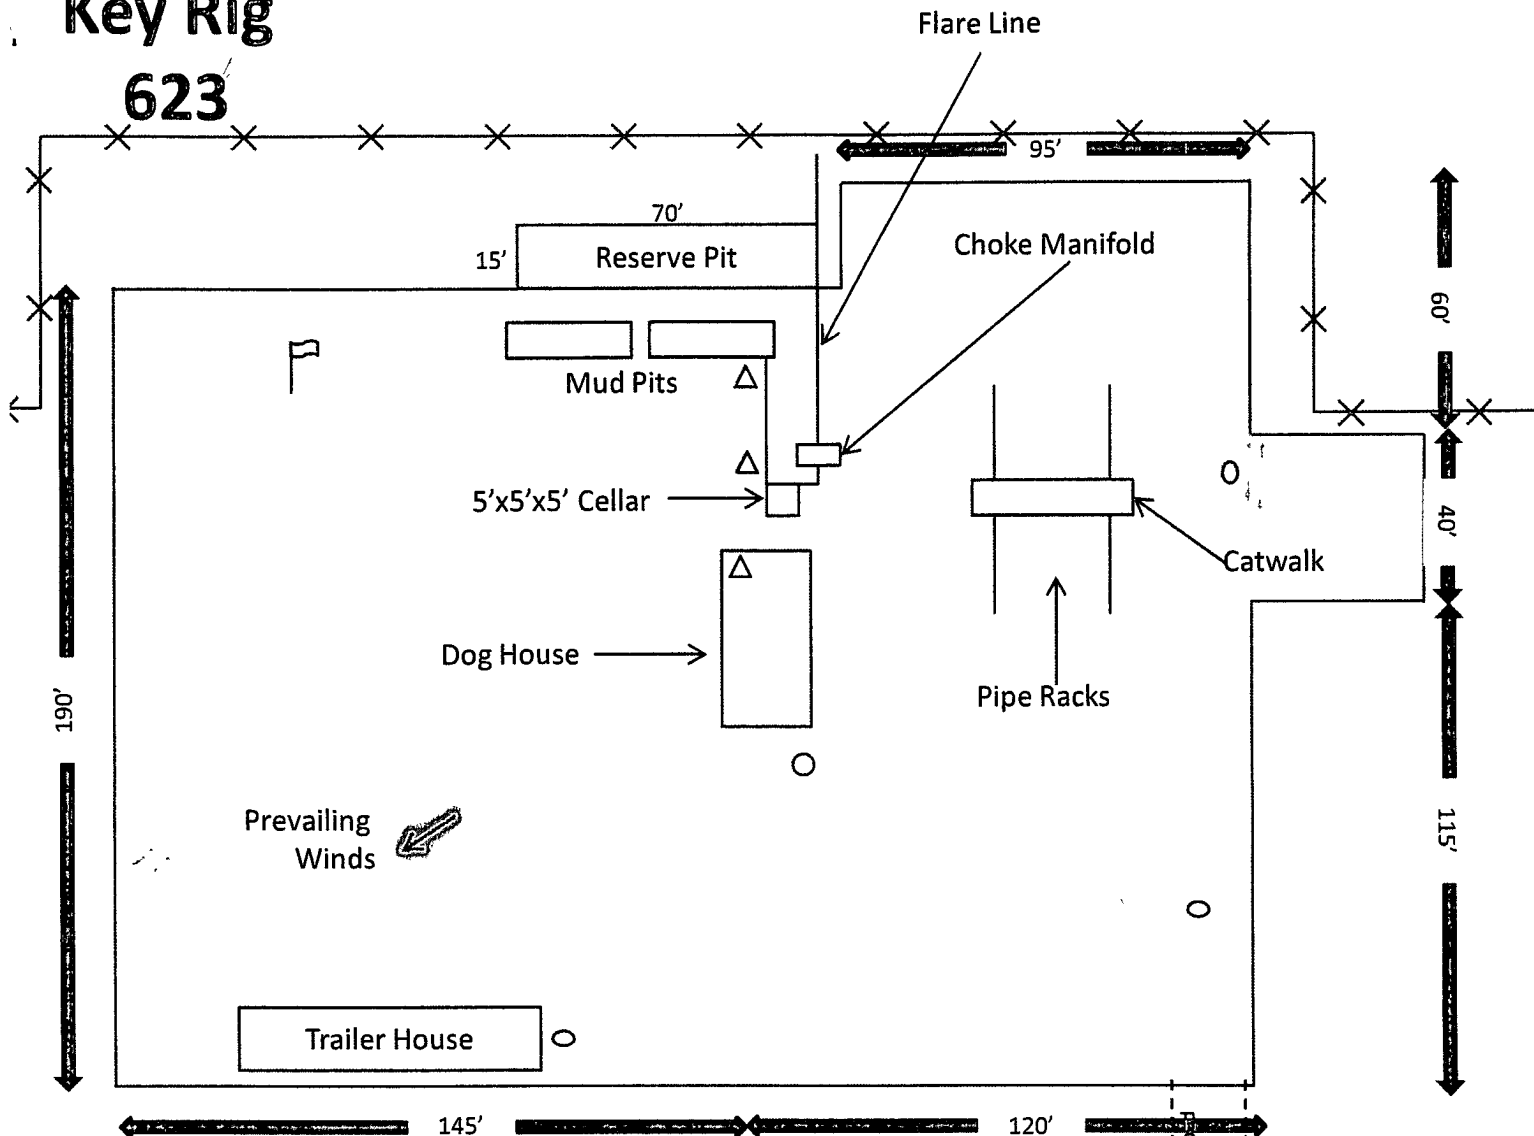 Key Rig
623
Flare Line
95’
70’
Choke Manifold
15’
Reserve Pit
60’
Mud Pits
5’x5’x5’ Cellar
40’
Catwalk
Dog House
Pipe Racks
190’
Prevailing
Winds
115’
Trailer House
145’
120’